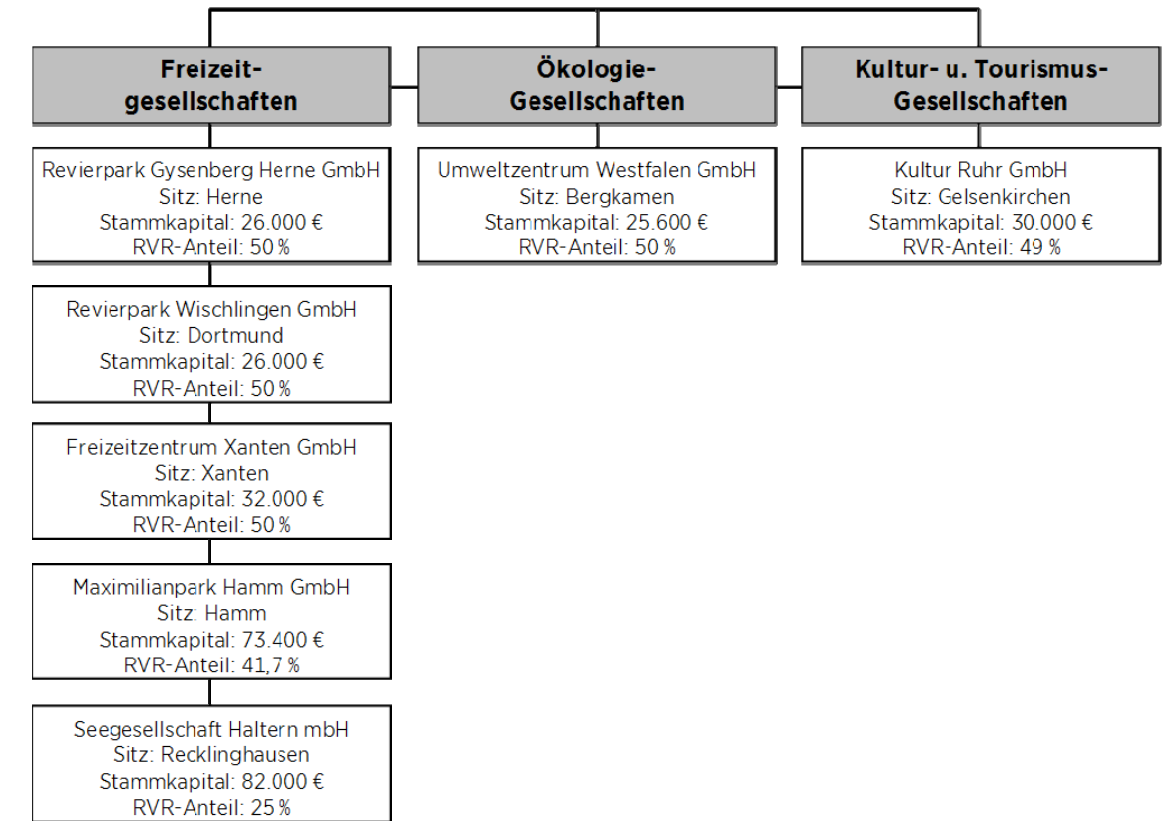 Freizeit-
gesellschaften
Ökologie-
Gesellschaften
Kultur- u. Tourismus-
Gesellschaften
Revierpark Gysenberg Herne GmbH
Sitz: Herne
Stammkapital: 26.000 €
RVR-Anteil: 50 %
Umweltzentrum Westfalen GmbH
Sitz: Bergkamen
Stammkapital: 25.600 €
RVR-Anteil: 50 %
Kultur Ruhr GmbH
Sitz: Gelsenkirchen
Stammkapital: 30.000 €
RVR-Anteil: 49 %
Revierpark Wischlingen GmbH
Sitz: Dortmund
Stammkapital: 26.000 €
RVR-Anteil: 50 %
Freizeitzentrum Xanten GmbH
Sitz: Xanten
Stammkapital: 32.000 €
RVR-Anteil: 50 %
Maximilianpark Hamm GmbH
Sitz: Hamm
Stammkapital: 73.400 €
RVR-Anteil: 41,7 %
Seegesellschaft Haltern mbH
Sitz: Recklinghausen
Stammkapital: 82.000 €
RVR-Anteil: 25 %